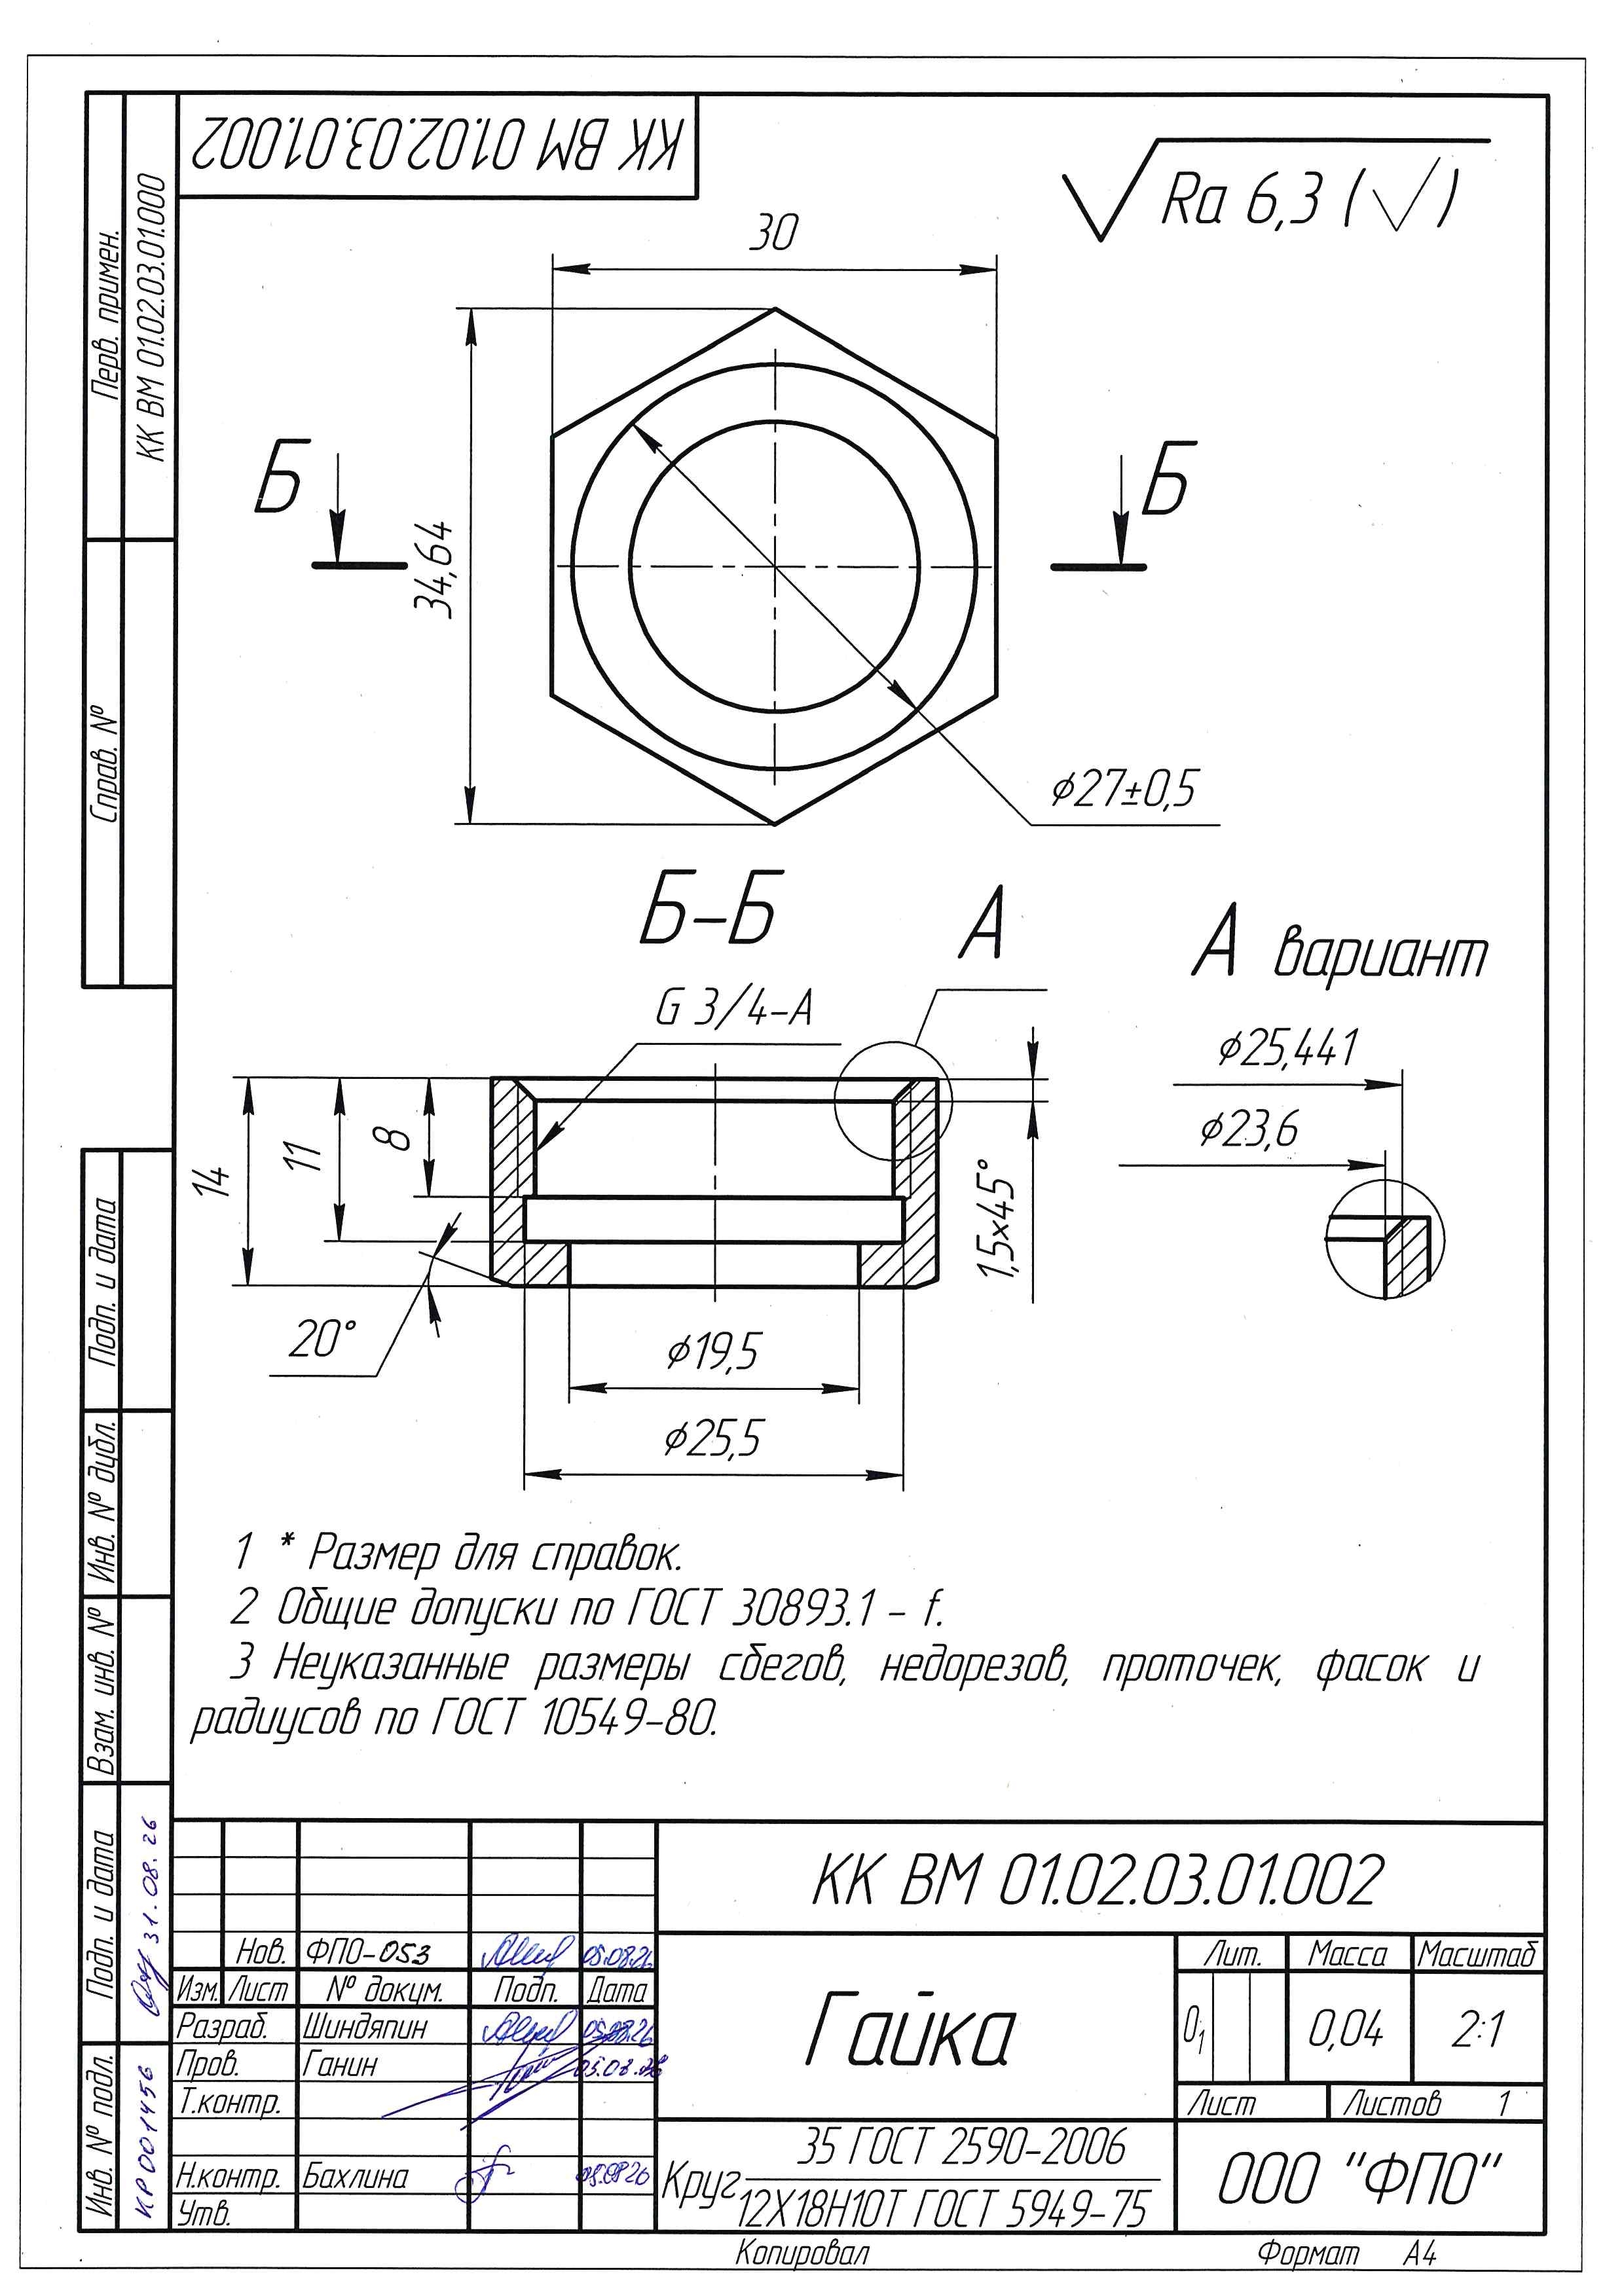 КК ВМ 01.02.03.01.002
Перв. примен.
КК ВМ 01.02.03.01.000
Справ. №
Ra 6,3 (√)
30
34,64
Б
Б
⌀27±0,5
Б-Б
А
А вариант
G 3/4-А
⌀25,441
⌀23,6
14
11
8
1,5×45°
20°
⌀19,5
⌀25,5
1 * Размер для справок.
2 Общие допуски по ГОСТ 30893.1 - f.
3 Неуказанные размеры сбегов, недорезов, проточек, фасок и
радиусов по ГОСТ 10549-80.
Подп. и дата
Инв. № дубл.
Взам. инв. №
Подп. и дата
31.08.26
Инв. № подл.
КР001456
КК ВМ 01.02.03.01.002
Нов. ФПО-053 05.08.26
Изм. Лист № докум. Подп. Дата
Разраб. Шиндяпин 05.08.26
Пров. Ганин 05.08.26
Т.контр.
Н.контр. Бахлина 05.08.26
Утв.
Гайка
Лит. Масса Масштаб
О1 0,04 2:1
Лист Листов 1
Круг 35 ГОСТ 2590-2006
12Х18Н10Т ГОСТ 5949-75
ООО "ФПО"
Копировал Формат А4